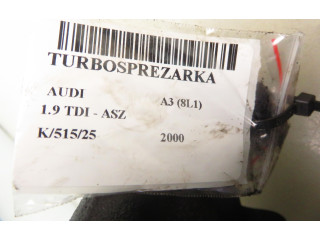 TURBOSPREZARKA
AUDI A3 (8L1)
1.9 TDI - ASZ
K/515/25 2000